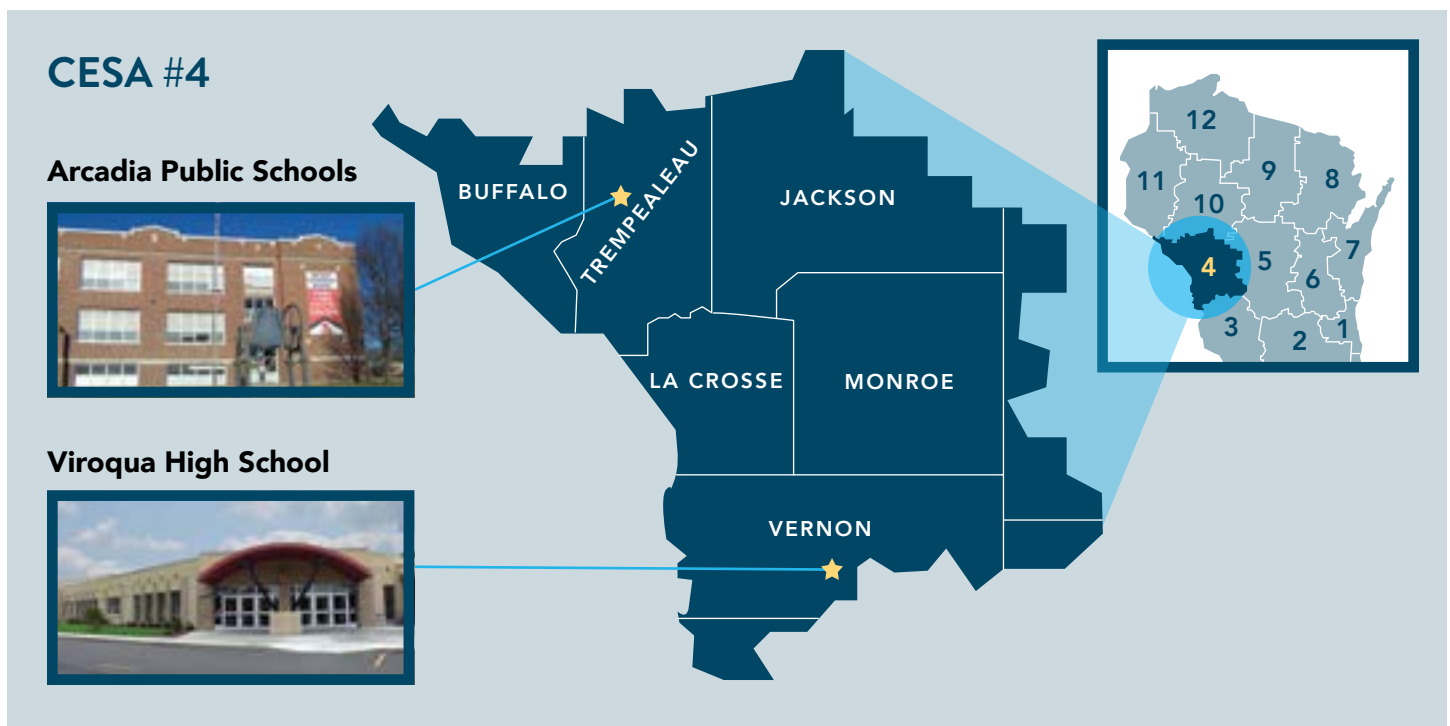 CESA #4
Arcadia Public Schools
Viroqua High School
BUFFALO
TREMPEALEAU
JACKSON
LA CROSSE
MONROE
VERNON
12
11
10
9
8
7
4
5
6
3
2
1